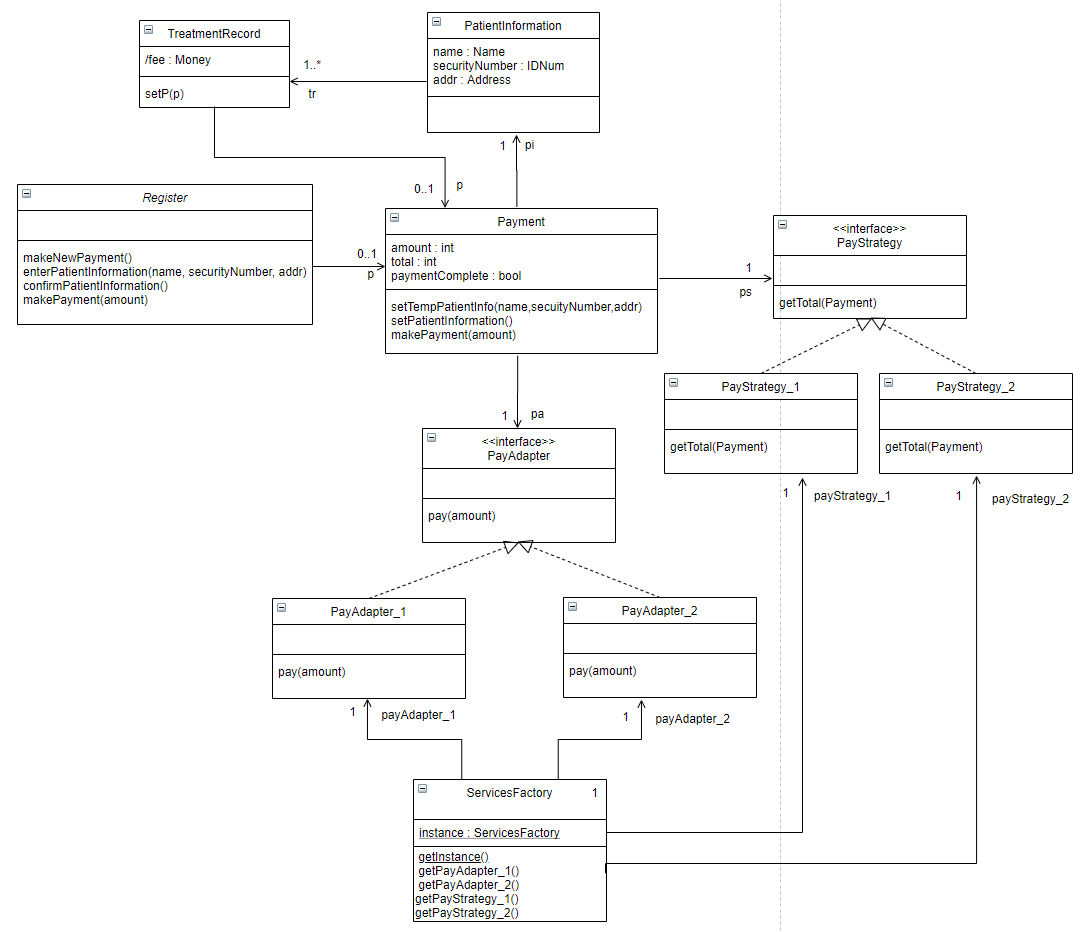 TreatmentRecord
/fee : Money
setP(p)
PatientInformation
name : Name
securityNumber : IDNum
addr : Address
1..*
tr
1
pi
0..1
p
Register
makeNewPayment()
enterPatientInformation(name, securityNumber, addr)
confirmPatientInformation()
makePayment(amount)
0..1
p
Payment
amount : int
total : int
paymentComplete : bool
setTempPatientInfo(name,secuityNumber,addr)
setPatientInformation()
makePayment(amount)
1
ps
<<interface>>
PayStrategy
getTotal(Payment)
PayStrategy_1
getTotal(Payment)
PayStrategy_2
getTotal(Payment)
1
pa
<<interface>>
PayAdapter
pay(amount)
1
payStrategy_1
1
payStrategy_2
PayAdapter_1
pay(amount)
PayAdapter_2
pay(amount)
1
payAdapter_1
1
payAdapter_2
ServicesFactory 1
instance : ServicesFactory
getInstance()
getPayAdapter_1()
getPayAdapter_2()
getPayStrategy_1()
getPayStrategy_2()